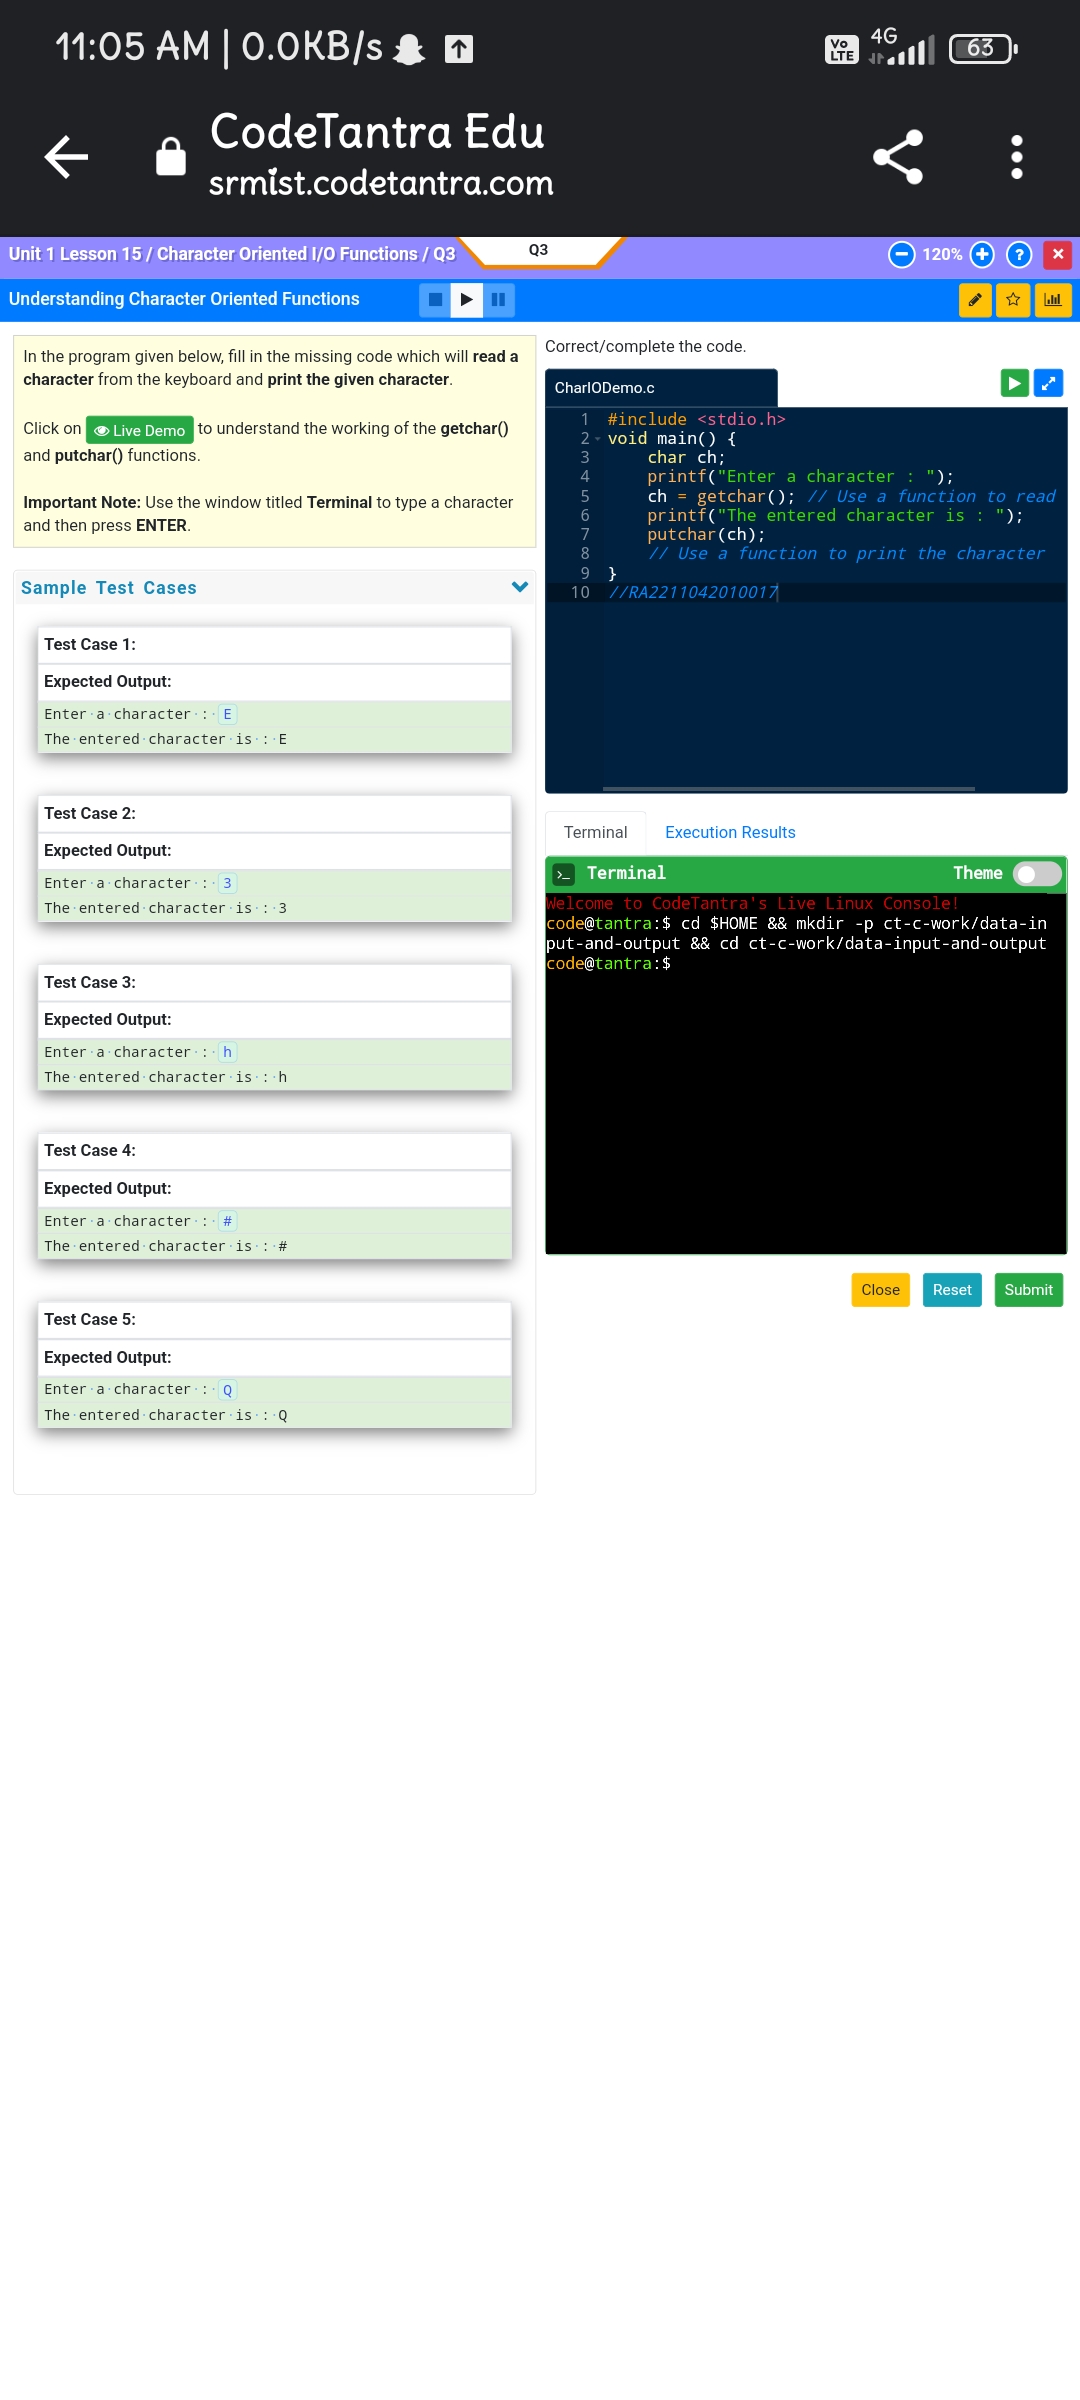 11:05 AM | 0.0KB/s
Vo LTE 4G 63
CodeTantra Edu
srmist.codetantra.com
Unit 1 Lesson 15 / Character Oriented I/O Functions / Q3
Q3
120%
?
Understanding Character Oriented Functions
In the program given below, fill in the missing code which will read a
character from the keyboard and print the given character.
Click on Live Demo to understand the working of the getchar()
and putchar() functions.
Important Note: Use the window titled Terminal to type a character
and then press ENTER.
Sample Test Cases
Test Case 1:
Expected Output:
Enter·a·character·:·E
The·entered·character·is·:·E
Test Case 2:
Expected Output:
Enter·a·character·:·3
The·entered·character·is·:·3
Test Case 3:
Expected Output:
Enter·a·character·:·h
The·entered·character·is·:·h
Test Case 4:
Expected Output:
Enter·a·character·:·#
The·entered·character·is·:·#
Test Case 5:
Expected Output:
Enter·a·character·:·Q
The·entered·character·is·:·Q
Correct/complete the code.
CharIODemo.c
1 #include <stdio.h>
2 void main() {
3 char ch;
4 printf("Enter a character : ");
5 ch = getchar(); // Use a function to read
6 printf("The entered character is : ");
7 putchar(ch);
8 // Use a function to print the character
9 }
10 //RA2211042010017
Terminal Execution Results
>_ Terminal Theme
Welcome to CodeTantra's Live Linux Console!
code@tantra:$ cd $HOME && mkdir -p ct-c-work/data-in
put-and-output && cd ct-c-work/data-input-and-output
code@tantra:$
Close Reset Submit